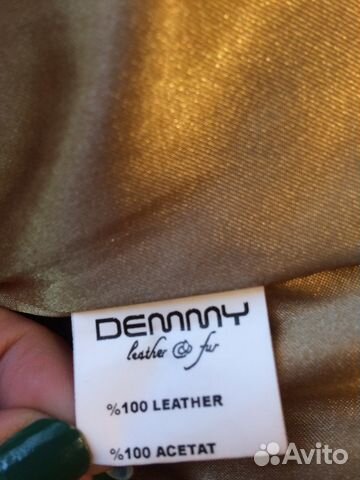 DEMMY
leather & fur
%100 LEATHER
%100 ACETAT
Avito